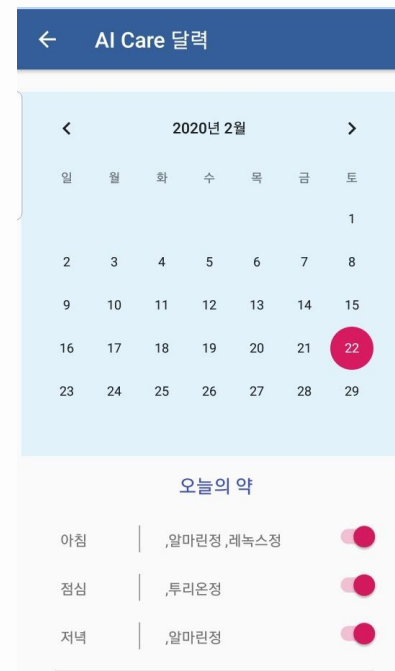 AI Care 달력
2020년 2월
일 월 화 수 목 금 토
1
2 3 4 5 6 7 8
9 10 11 12 13 14 15
16 17 18 19 20 21 22
23 24 25 26 27 28 29
오늘의 약
아침 ,알마린정 ,레녹스정
점심 ,투리온정
저녁 ,알마린정